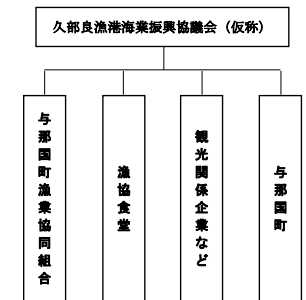 久部良漁港海業振興協議会（仮称）
与那国町漁業協同組合
漁協食堂
観光関係企業など
与那国町